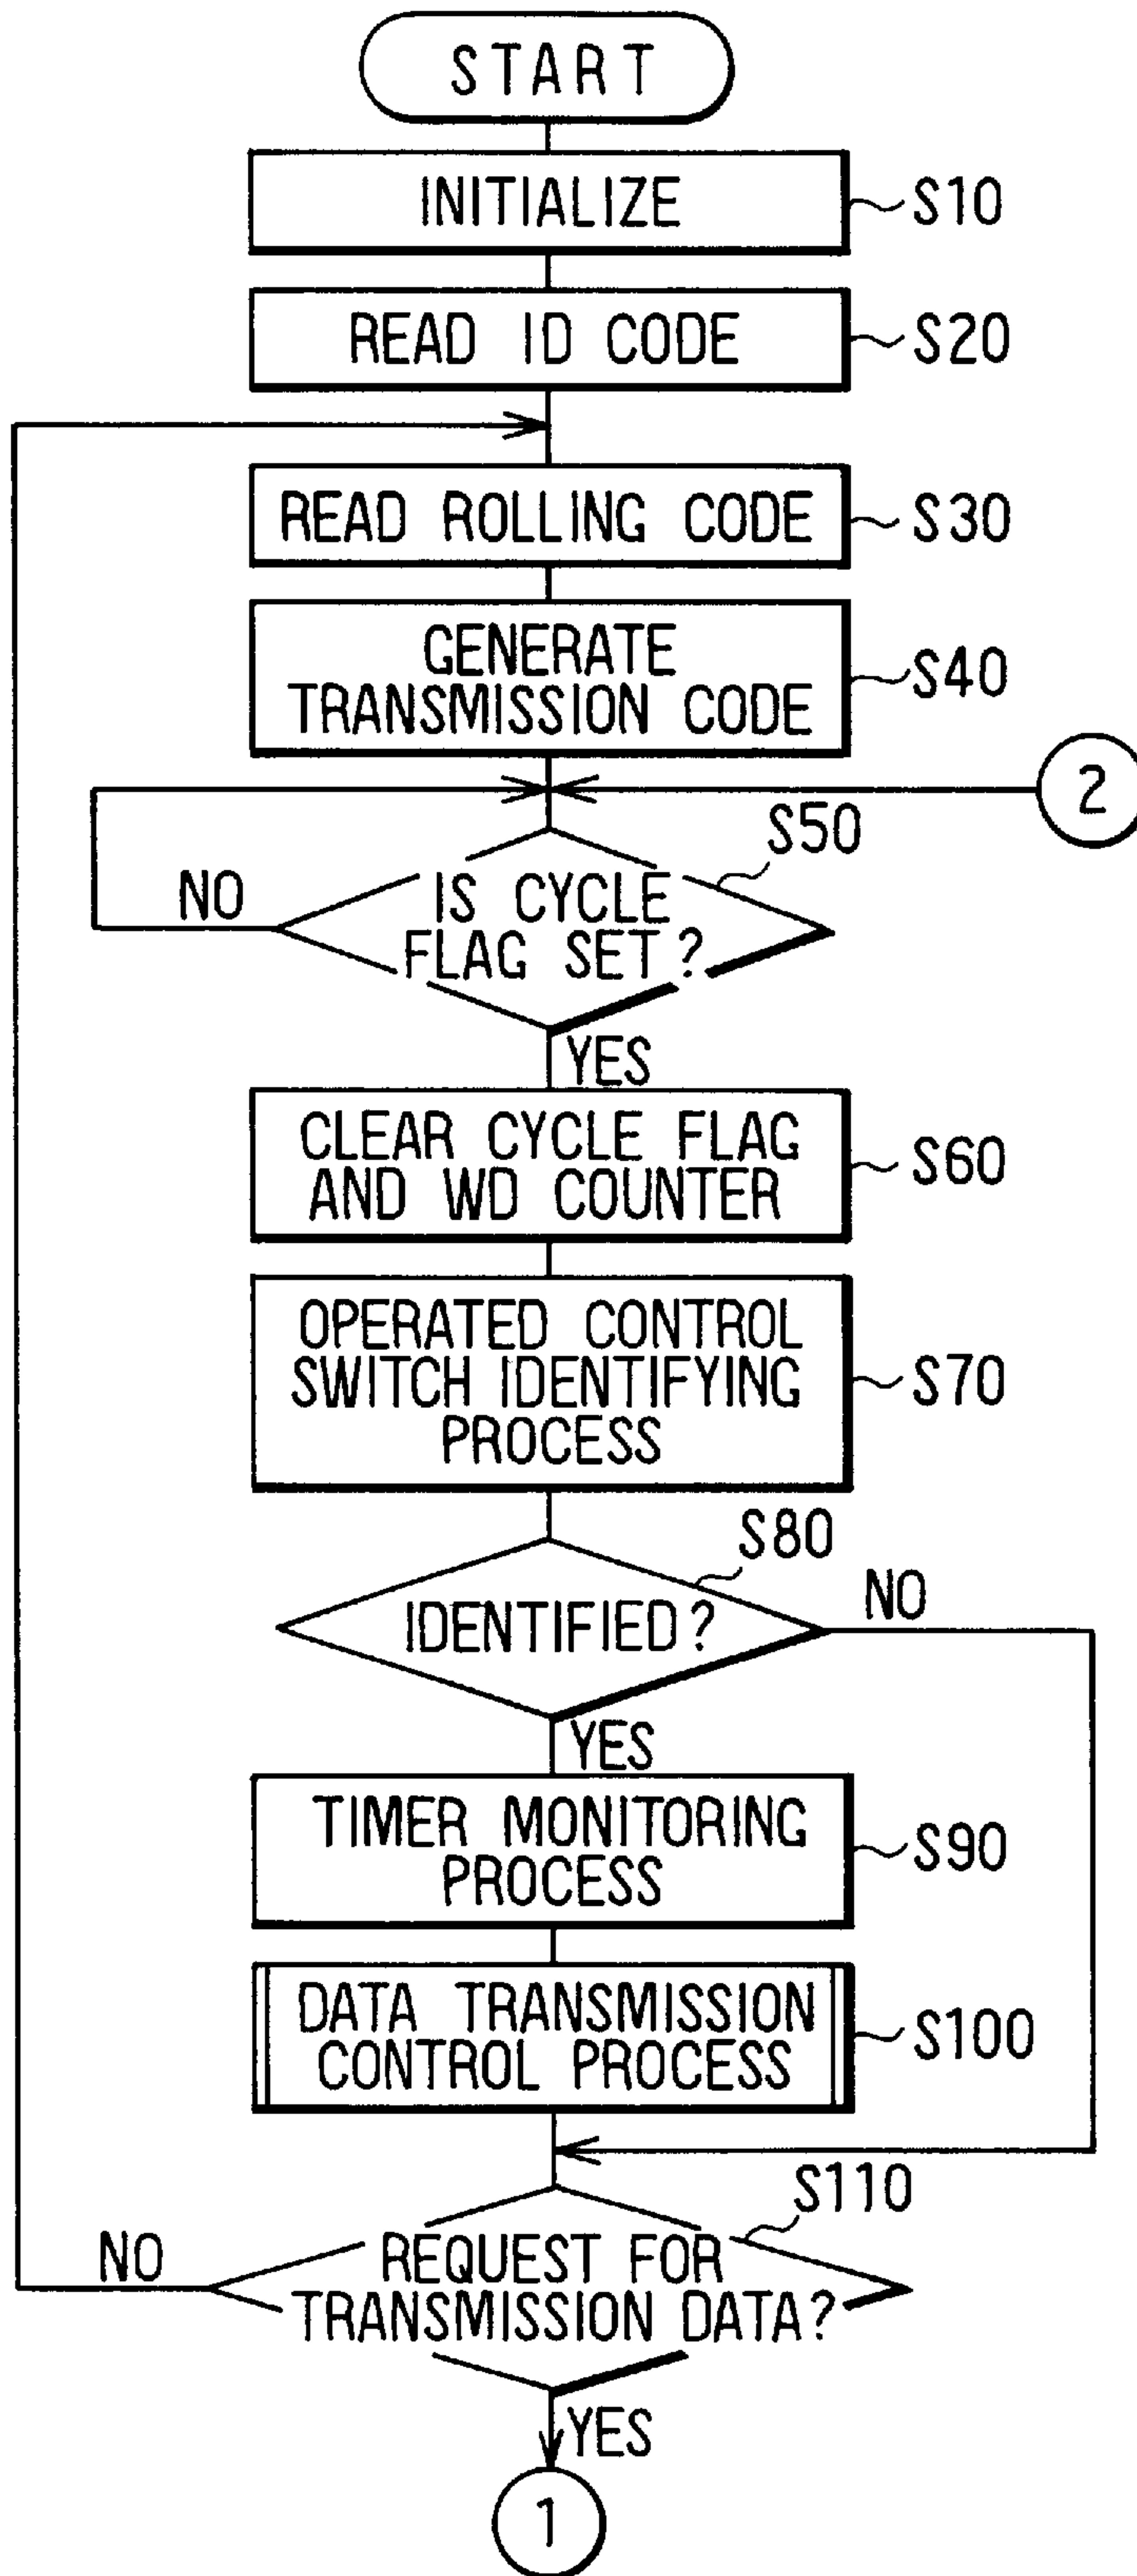 START
INITIALIZE
S10
READ ID CODE
S20
READ ROLLING CODE
S30
GENERATE
TRANSMISSION CODE
S40
2
S50
NO
IS CYCLE
FLAG SET?
YES
CLEAR CYCLE FLAG
AND WD COUNTER
S60
OPERATED CONTROL
SWITCH IDENTIFYING
PROCESS
S70
S80
IDENTIFIED?
NO
YES
TIMER MONITORING
PROCESS
S90
DATA TRANSMISSION
CONTROL PROCESS
S100
S110
NO
REQUEST FOR
TRANSMISSION DATA?
YES
1